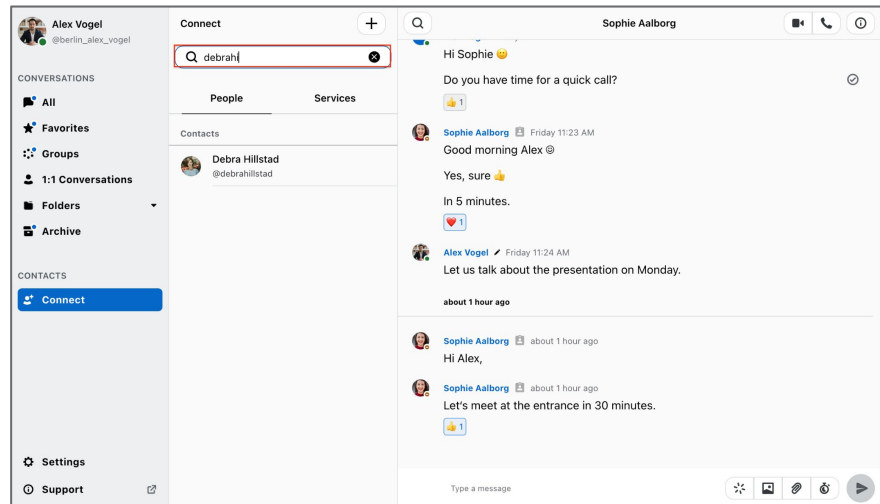 Alex Vogel
@berlin_alex_vogel
CONVERSATIONS
All
Favorites
Groups
1:1 Conversations
Folders
Archive
CONTACTS
Connect
Settings
Support
Connect
debrahi
People
Services
Contacts
Debra Hillstad
@debrahillstad
Sophie Aalborg
Hi Sophie 🙂
Do you have time for a quick call?
👍 1
Sophie Aalborg Friday 11:23 AM
Good morning Alex 😄
Yes, sure 👍
In 5 minutes.
❤️ 1
Alex Vogel Friday 11:24 AM
Let us talk about the presentation on Monday.
about 1 hour ago
Sophie Aalborg about 1 hour ago
Hi Alex,
Sophie Aalborg about 1 hour ago
Let's meet at the entrance in 30 minutes.
👍 1
Type a message